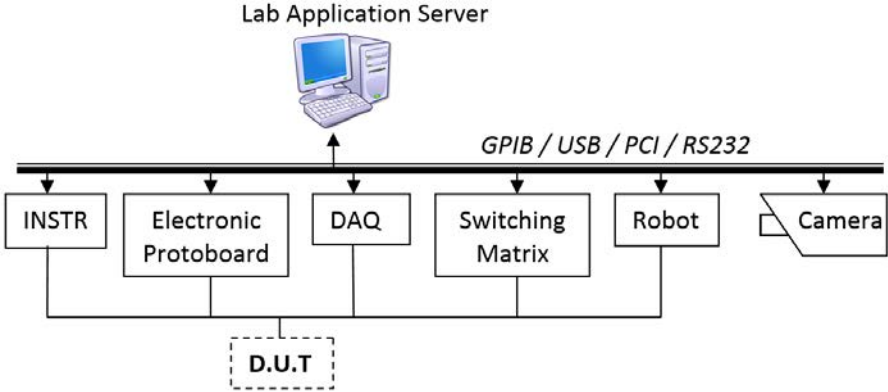 Lab Application Server
GPIB / USB / PCI / RS232
INSTR
Electronic
Protoboard
DAQ
Switching
Matrix
Robot
Camera
D.U.T